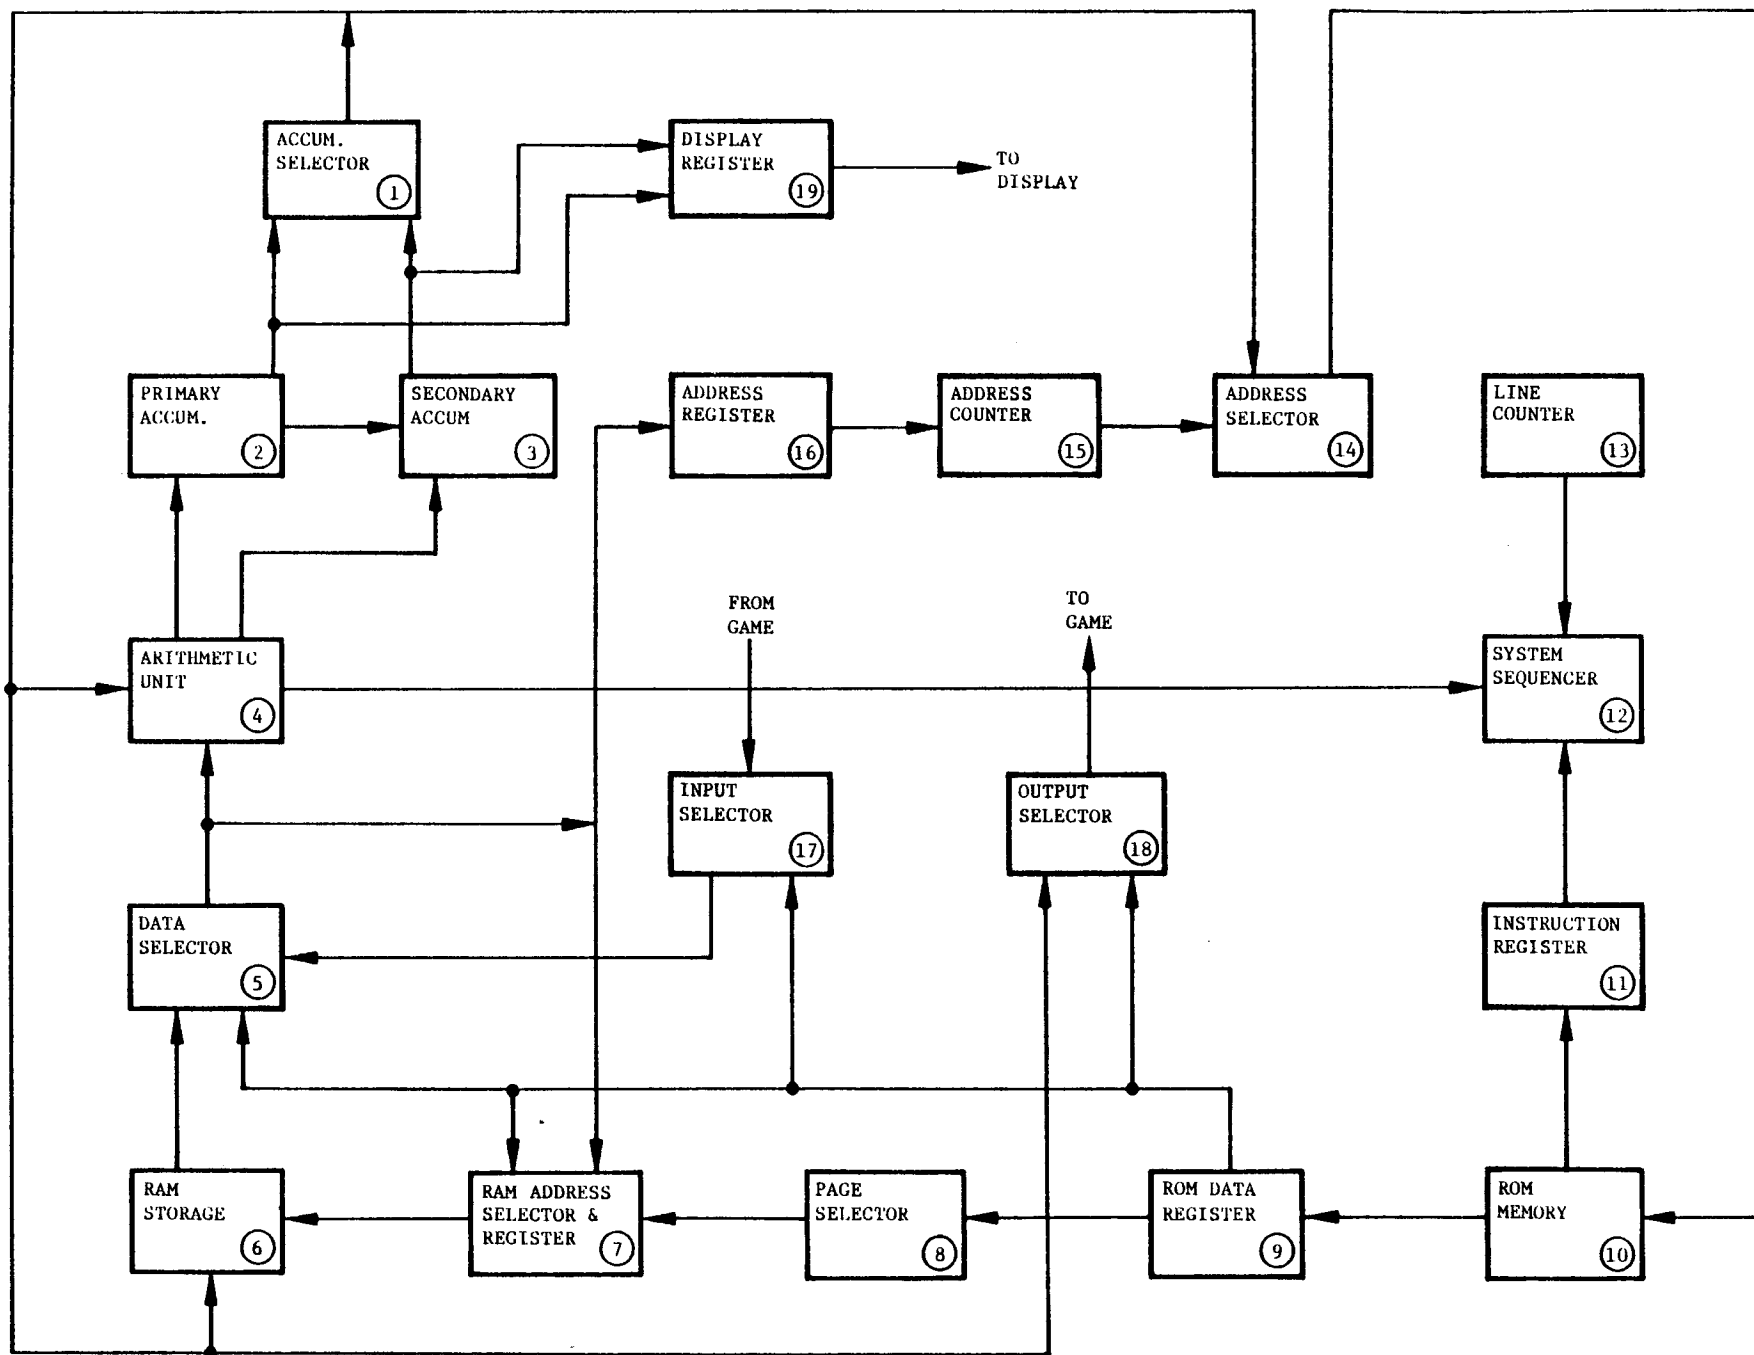 ACCUM.
SELECTOR
1
DISPLAY
REGISTER
19
TO
DISPLAY
PRIMARY
ACCUM.
2
SECONDARY
ACCUM
3
ADDRESS
REGISTER
16
ADDRESS
COUNTER
15
ADDRESS
SELECTOR
14
LINE
COUNTER
13
FROM
GAME
TO
GAME
ARITHMETIC
UNIT
4
SYSTEM
SEQUENCER
12
INPUT
SELECTOR
17
OUTPUT
SELECTOR
18
DATA
SELECTOR
5
INSTRUCTION
REGISTER
11
RAM
STORAGE
6
RAM ADDRESS
SELECTOR &
REGISTER
7
PAGE
SELECTOR
8
ROM DATA
REGISTER
9
ROM
MEMORY
10